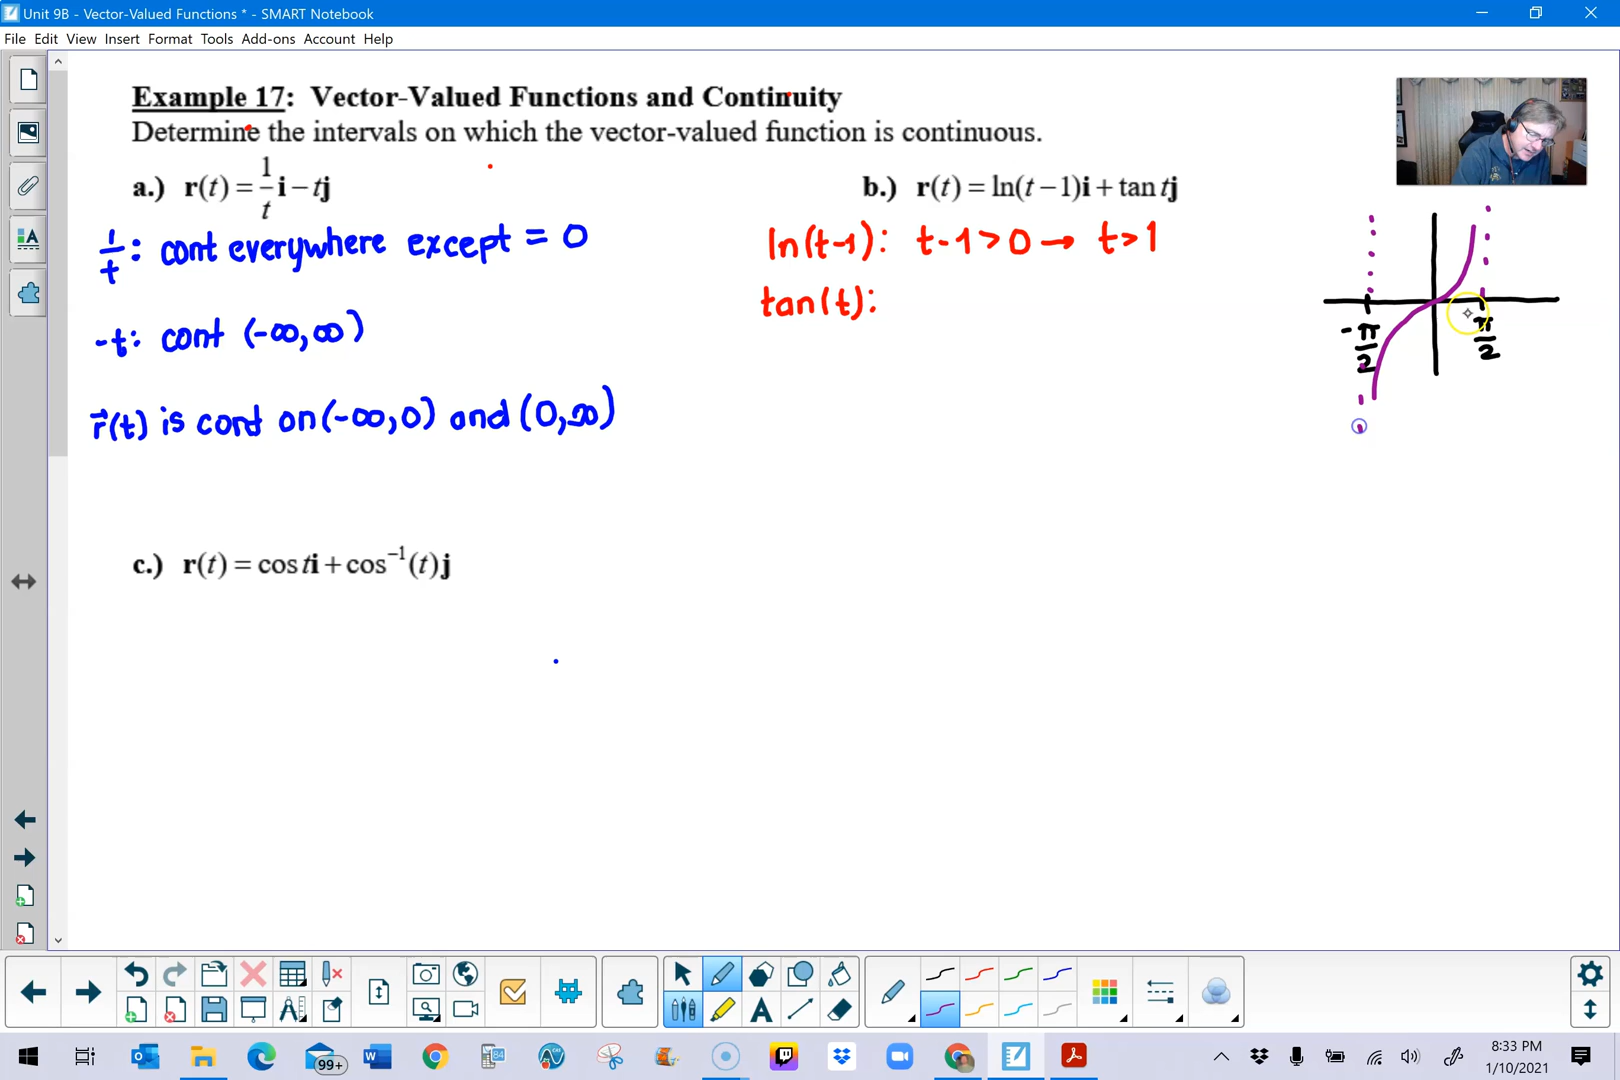 Unit 9B - Vector-Valued Functions * - SMART Notebook
File Edit View Insert Format Tools Add-ons Account Help
Example 17: Vector-Valued Functions and Continuity
Determine the intervals on which the vector-valued function is continuous.
a.) r(t) = 1/t i − tj
b.) r(t) = ln(t − 1)i + tan tj
1/t : cont everywhere except = 0
ln(t-1): t-1>0 → t>1
tan(t):
-t: cont (-∞,∞)
-π/2
π/2
r⃗(t) is cont on (-∞,0) and (0,∞)
c.) r(t) = cos ti + cos⁻¹(t)j
99+
84
8:33 PM
1/10/2021